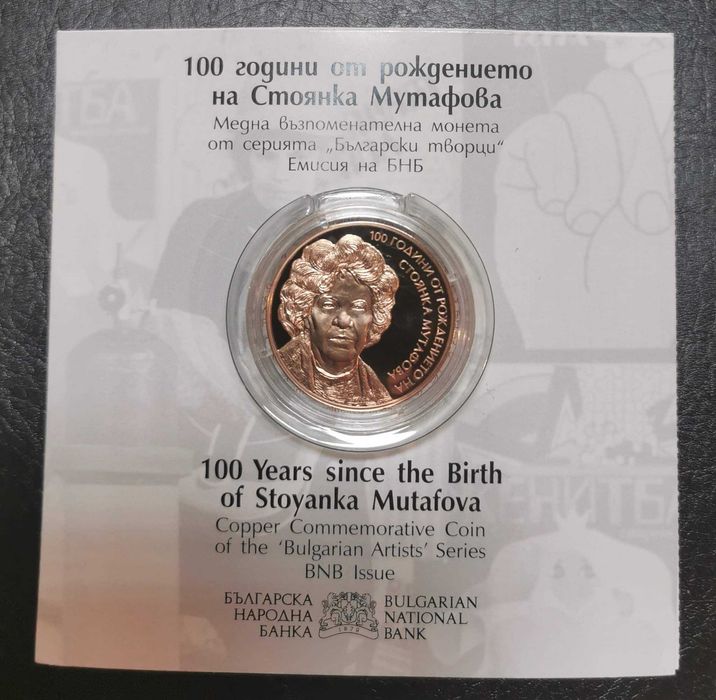 100 години от рождението
на Стоянка Мутафова
Медна възпоменателна монета
от серията „Български творци“
Емисия на БНБ
100 ГОДИНИ ОТ РОЖДЕНИЕТО НА
СТОЯНКА МУТАФОВА
100 Years since the Birth
of Stoyanka Mutafova
Copper Commemorative Coin
of the ‘Bulgarian Artists’ Series
BNB Issue
БЪЛГАРСКА
НАРОДНА
БАНКА
1879
BULGARIAN
NATIONAL
BANK